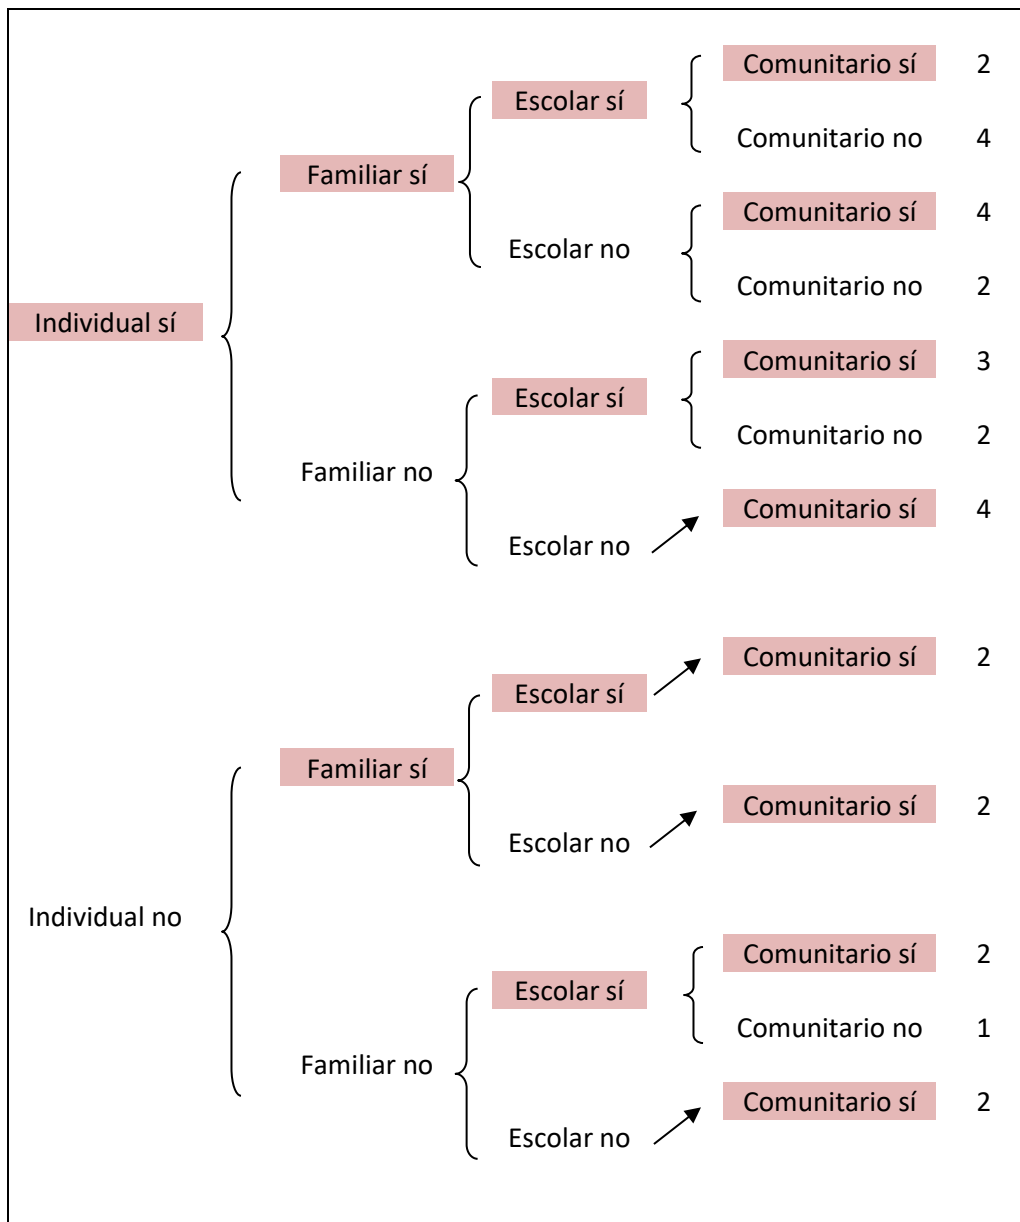 Comunitario sí 2
Escolar sí
Comunitario no 4
Familiar sí
Comunitario sí 4
Escolar no
Comunitario no 2
Individual sí
Comunitario sí 3
Escolar sí
Comunitario no 2
Familiar no
Comunitario sí 4
Escolar no
Comunitario sí 2
Escolar sí
Familiar sí
Comunitario sí 2
Escolar no
Individual no
Comunitario sí 2
Escolar sí
Comunitario no 1
Familiar no
Comunitario sí 2
Escolar no